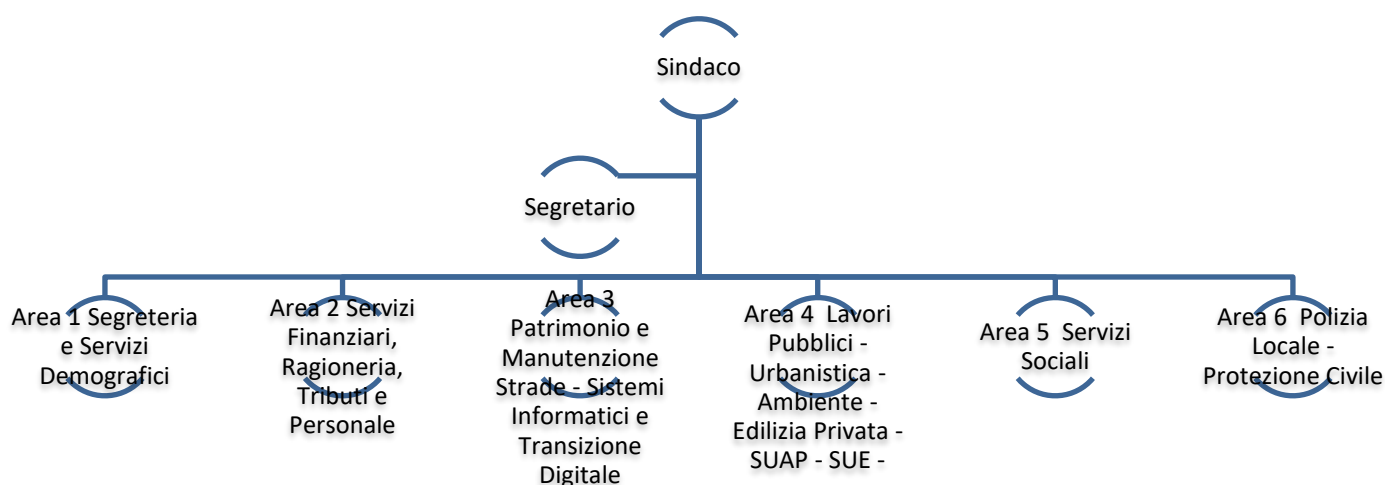 Sindaco
Segretario
Area 1 Segreteria
e Servizi
Demografici
Area 2 Servizi
Finanziari,
Ragioneria,
Tributi e
Personale
Area 3
Patrimonio e
Manutenzione
Strade - Sistemi
Informatici e
Transizione
Digitale
Area 4 Lavori
Pubblici -
Urbanistica -
Ambiente -
Edilizia Privata -
SUAP - SUE -
Area 5 Servizi
Sociali
Area 6 Polizia
Locale -
Protezione Civile